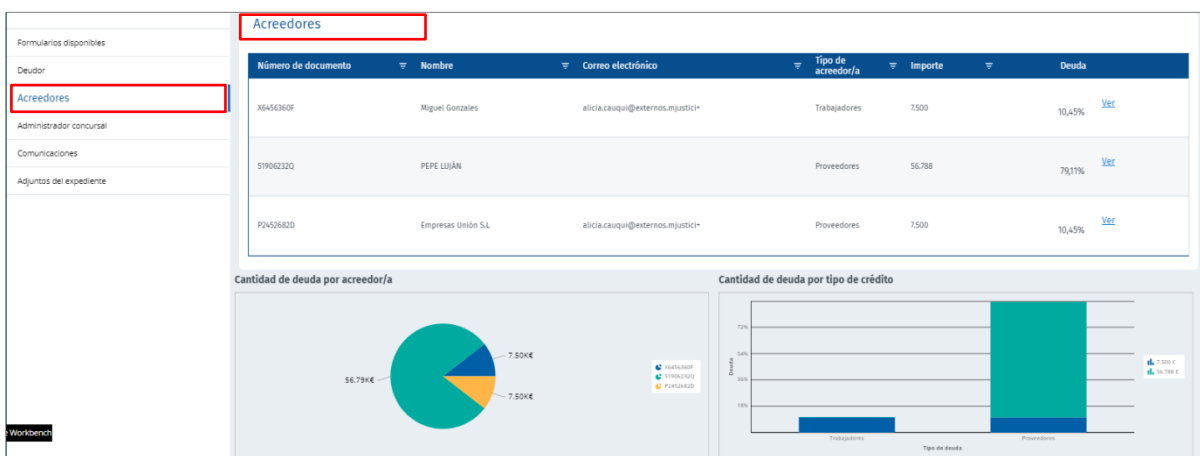 Formularios disponibles
Deudor
Acreedores
Administrador concursal
Comunicaciones
Adjuntos del expediente
Workbench
Acreedores
Número de documento Nombre Correo electrónico Tipo de acreedor/a Importe Deuda
X6456360F Miguel Gonzales alicia.cauqui@externos.mjustici Trabajadores 7.500 10,45% Ver
51906232Q PEPE LUJÁN Proveedores 56.788 79,11% Ver
P2452682D Empresas Unión S.L alicia.cauqui@externos.mjustici Proveedores 7.500 10,45% Ver
Cantidad de deuda por acreedor/a
56.79K€
7.50K€
7.50K€
X6456360F
51906232Q
P2452682D
Cantidad de deuda por tipo de crédito
Deuda
72%
54%
36%
18%
Trabajadores Proveedores
Tipo de deuda
7.500 €
56.788 €